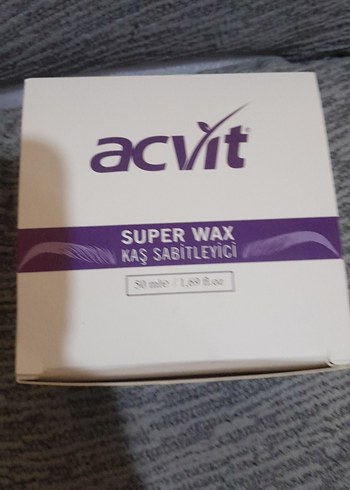 acvit®
SUPER WAX
KAŞ SABİTLEYİCİ
50 ml℮ / 1,69 fl.oz